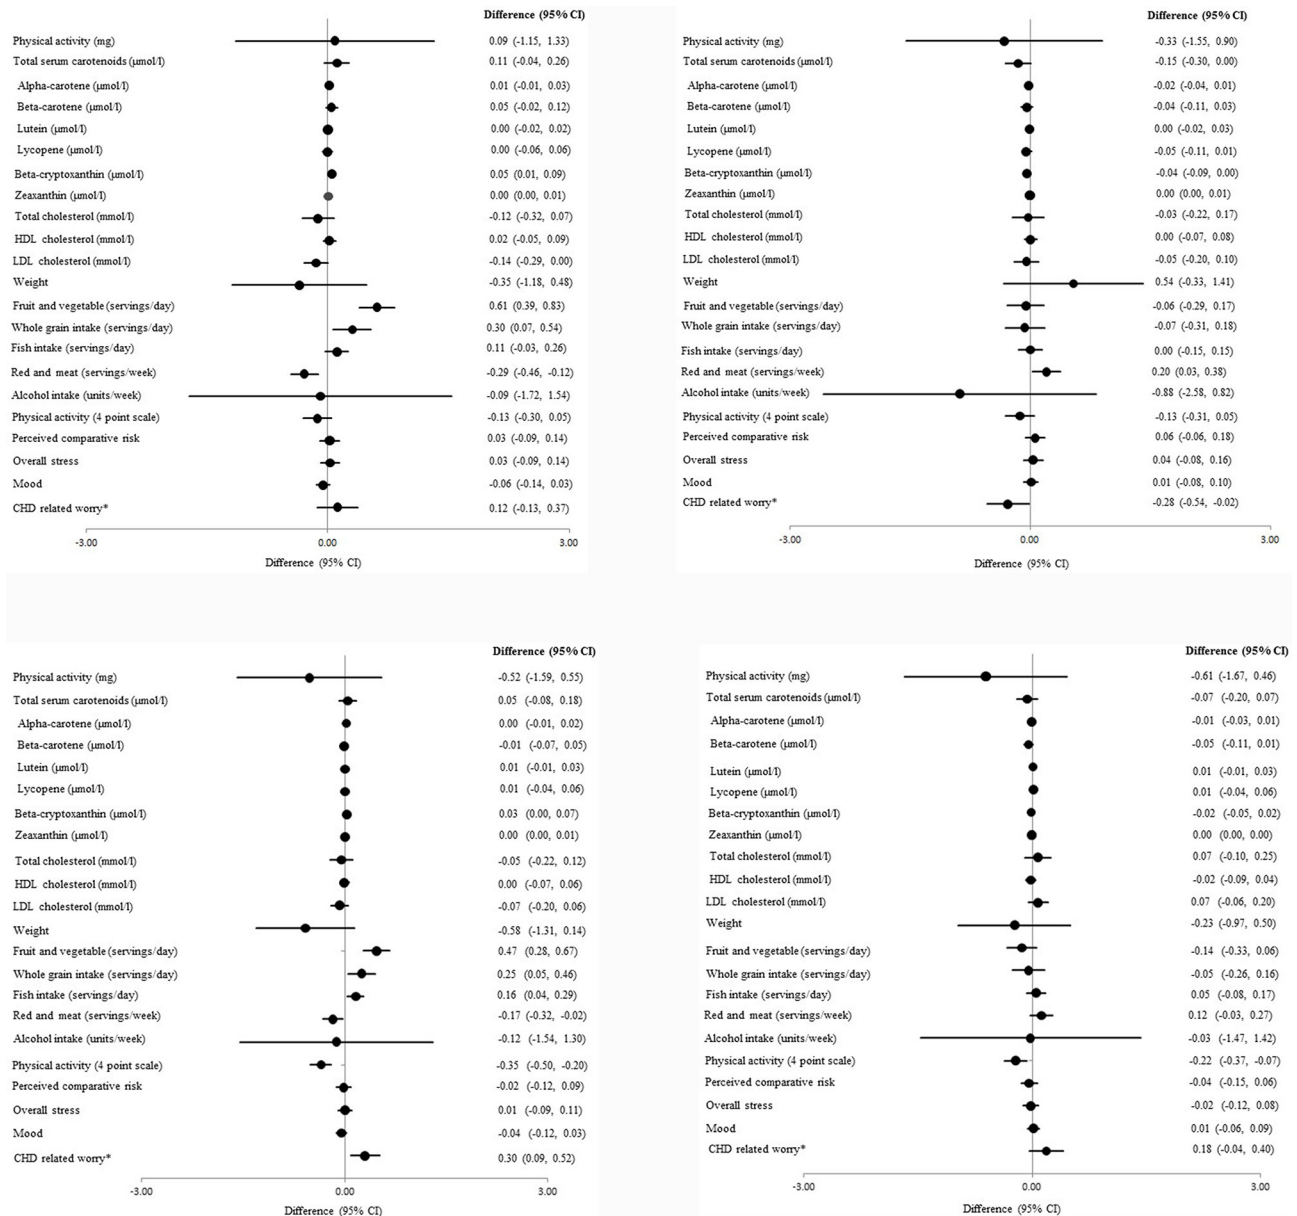 Difference (95% CI)
Physical activity (mg) 0.09 (-1.15, 1.33)
Total serum carotenoids (µmol/l) 0.11 (-0.04, 0.26)
Alpha-carotene (µmol/l) 0.01 (-0.01, 0.03)
Beta-carotene (µmol/l) 0.05 (-0.02, 0.12)
Lutein (µmol/l) 0.00 (-0.02, 0.02)
Lycopene (µmol/l) 0.00 (-0.06, 0.06)
Beta-cryptoxanthin (µmol/l) 0.05 (0.01, 0.09)
Zeaxanthin (µmol/l) 0.00 (0.00, 0.01)
Total cholesterol (mmol/l) -0.12 (-0.32, 0.07)
HDL cholesterol (mmol/l) 0.02 (-0.05, 0.09)
LDL cholesterol (mmol/l) -0.14 (-0.29, 0.00)
Weight -0.35 (-1.18, 0.48)
Fruit and vegetable (servings/day) 0.61 (0.39, 0.83)
Whole grain intake (servings/day) 0.30 (0.07, 0.54)
Fish intake (servings/day) 0.11 (-0.03, 0.26)
Red and meat (servings/week) -0.29 (-0.46, -0.12)
Alcohol intake (units/week) -0.09 (-1.72, 1.54)
Physical activity (4 point scale) -0.13 (-0.30, 0.05)
Perceived comparative risk 0.03 (-0.09, 0.14)
Overall stress 0.03 (-0.09, 0.14)
Mood -0.06 (-0.14, 0.03)
CHD related worry* 0.12 (-0.13, 0.37)
-3.00 0.00 3.00
Difference (95% CI)
Difference (95% CI)
Physical activity (mg) -0.33 (-1.55, 0.90)
Total serum carotenoids (µmol/l) -0.15 (-0.30, 0.00)
Alpha-carotene (µmol/l) -0.02 (-0.04, 0.01)
Beta-carotene (µmol/l) -0.04 (-0.11, 0.03)
Lutein (µmol/l) 0.00 (-0.02, 0.03)
Lycopene (µmol/l) -0.05 (-0.11, 0.01)
Beta-cryptoxanthin (µmol/l) -0.04 (-0.09, 0.00)
Zeaxanthin (µmol/l) 0.00 (0.00, 0.01)
Total cholesterol (mmol/l) -0.03 (-0.22, 0.17)
HDL cholesterol (mmol/l) 0.00 (-0.07, 0.08)
LDL cholesterol (mmol/l) -0.05 (-0.20, 0.10)
Weight 0.54 (-0.33, 1.41)
Fruit and vegetable (servings/day) -0.06 (-0.29, 0.17)
Whole grain intake (servings/day) -0.07 (-0.31, 0.18)
Fish intake (servings/day) 0.00 (-0.15, 0.15)
Red and meat (servings/week) 0.20 (0.03, 0.38)
Alcohol intake (units/week) -0.88 (-2.58, 0.82)
Physical activity (4 point scale) -0.13 (-0.31, 0.05)
Perceived comparative risk 0.06 (-0.06, 0.18)
Overall stress 0.04 (-0.08, 0.16)
Mood 0.01 (-0.08, 0.10)
CHD related worry* -0.28 (-0.54, -0.02)
-3.00 0.00 3.00
Difference (95% CI)
Difference (95% CI)
Physical activity (mg) -0.52 (-1.59, 0.55)
Total serum carotenoids (µmol/l) 0.05 (-0.08, 0.18)
Alpha-carotene (µmol/l) 0.00 (-0.01, 0.02)
Beta-carotene (µmol/l) -0.01 (-0.07, 0.05)
Lutein (µmol/l) 0.01 (-0.01, 0.03)
Lycopene (µmol/l) 0.01 (-0.04, 0.06)
Beta-cryptoxanthin (µmol/l) 0.03 (0.00, 0.07)
Zeaxanthin (µmol/l) 0.00 (0.00, 0.01)
Total cholesterol (mmol/l) -0.05 (-0.22, 0.12)
HDL cholesterol (mmol/l) 0.00 (-0.07, 0.06)
LDL cholesterol (mmol/l) -0.07 (-0.20, 0.06)
Weight -0.58 (-1.31, 0.14)
Fruit and vegetable (servings/day) 0.47 (0.28, 0.67)
Whole grain intake (servings/day) 0.25 (0.05, 0.46)
Fish intake (servings/day) 0.16 (0.04, 0.29)
Red and meat (servings/week) -0.17 (-0.32, -0.02)
Alcohol intake (units/week) -0.12 (-1.54, 1.30)
Physical activity (4 point scale) -0.35 (-0.50, -0.20)
Perceived comparative risk -0.02 (-0.12, 0.09)
Overall stress 0.01 (-0.09, 0.11)
Mood -0.04 (-0.12, 0.03)
CHD related worry* 0.30 (0.09, 0.52)
-3.00 0.00 3.00
Difference (95% CI)
Difference (95% CI)
Physical activity (mg) -0.61 (-1.67, 0.46)
Total serum carotenoids (µmol/l) -0.07 (-0.20, 0.07)
Alpha-carotene (µmol/l) -0.01 (-0.03, 0.01)
Beta-carotene (µmol/l) -0.05 (-0.11, 0.01)
Lutein (µmol/l) 0.01 (-0.01, 0.03)
Lycopene (µmol/l) 0.01 (-0.04, 0.06)
Beta-cryptoxanthin (µmol/l) -0.02 (-0.05, 0.02)
Zeaxanthin (µmol/l) 0.00 (0.00, 0.00)
Total cholesterol (mmol/l) 0.07 (-0.10, 0.25)
HDL cholesterol (mmol/l) -0.02 (-0.09, 0.04)
LDL cholesterol (mmol/l) 0.07 (-0.06, 0.20)
Weight -0.23 (-0.97, 0.50)
Fruit and vegetable (servings/day) -0.14 (-0.33, 0.06)
Whole grain intake (servings/day) -0.05 (-0.26, 0.16)
Fish intake (servings/day) 0.05 (-0.08, 0.17)
Red and meat (servings/week) 0.12 (-0.03, 0.27)
Alcohol intake (units/week) -0.03 (-1.47, 1.42)
Physical activity (4 point scale) -0.22 (-0.37, -0.07)
Perceived comparative risk -0.04 (-0.15, 0.06)
Overall stress -0.02 (-0.12, 0.08)
Mood 0.01 (-0.06, 0.09)
CHD related worry* 0.18 (-0.04, 0.40)
-3.00 0.00 3.00
Difference (95% CI)